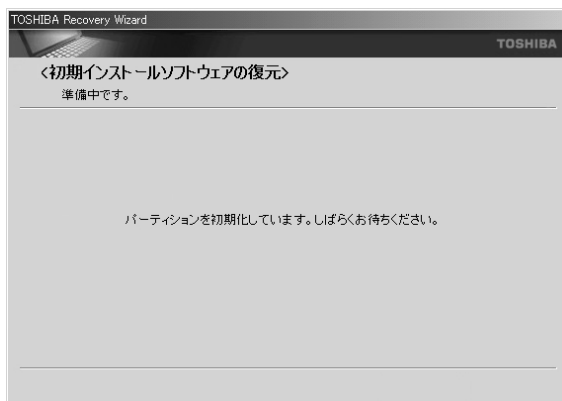 TOSHIBA Recovery Wizard
TOSHIBA
<初期インストールソフトウェアの復元>
準備中です。
パーティションを初期化しています。しばらくお待ちください。